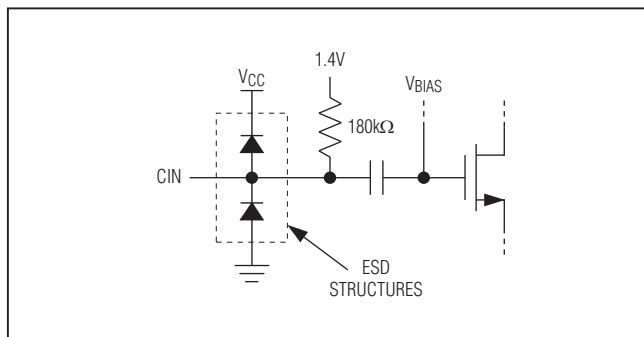 1.4V
VCC
VBIAS
180kΩ
CIN
ESD
STRUCTURES